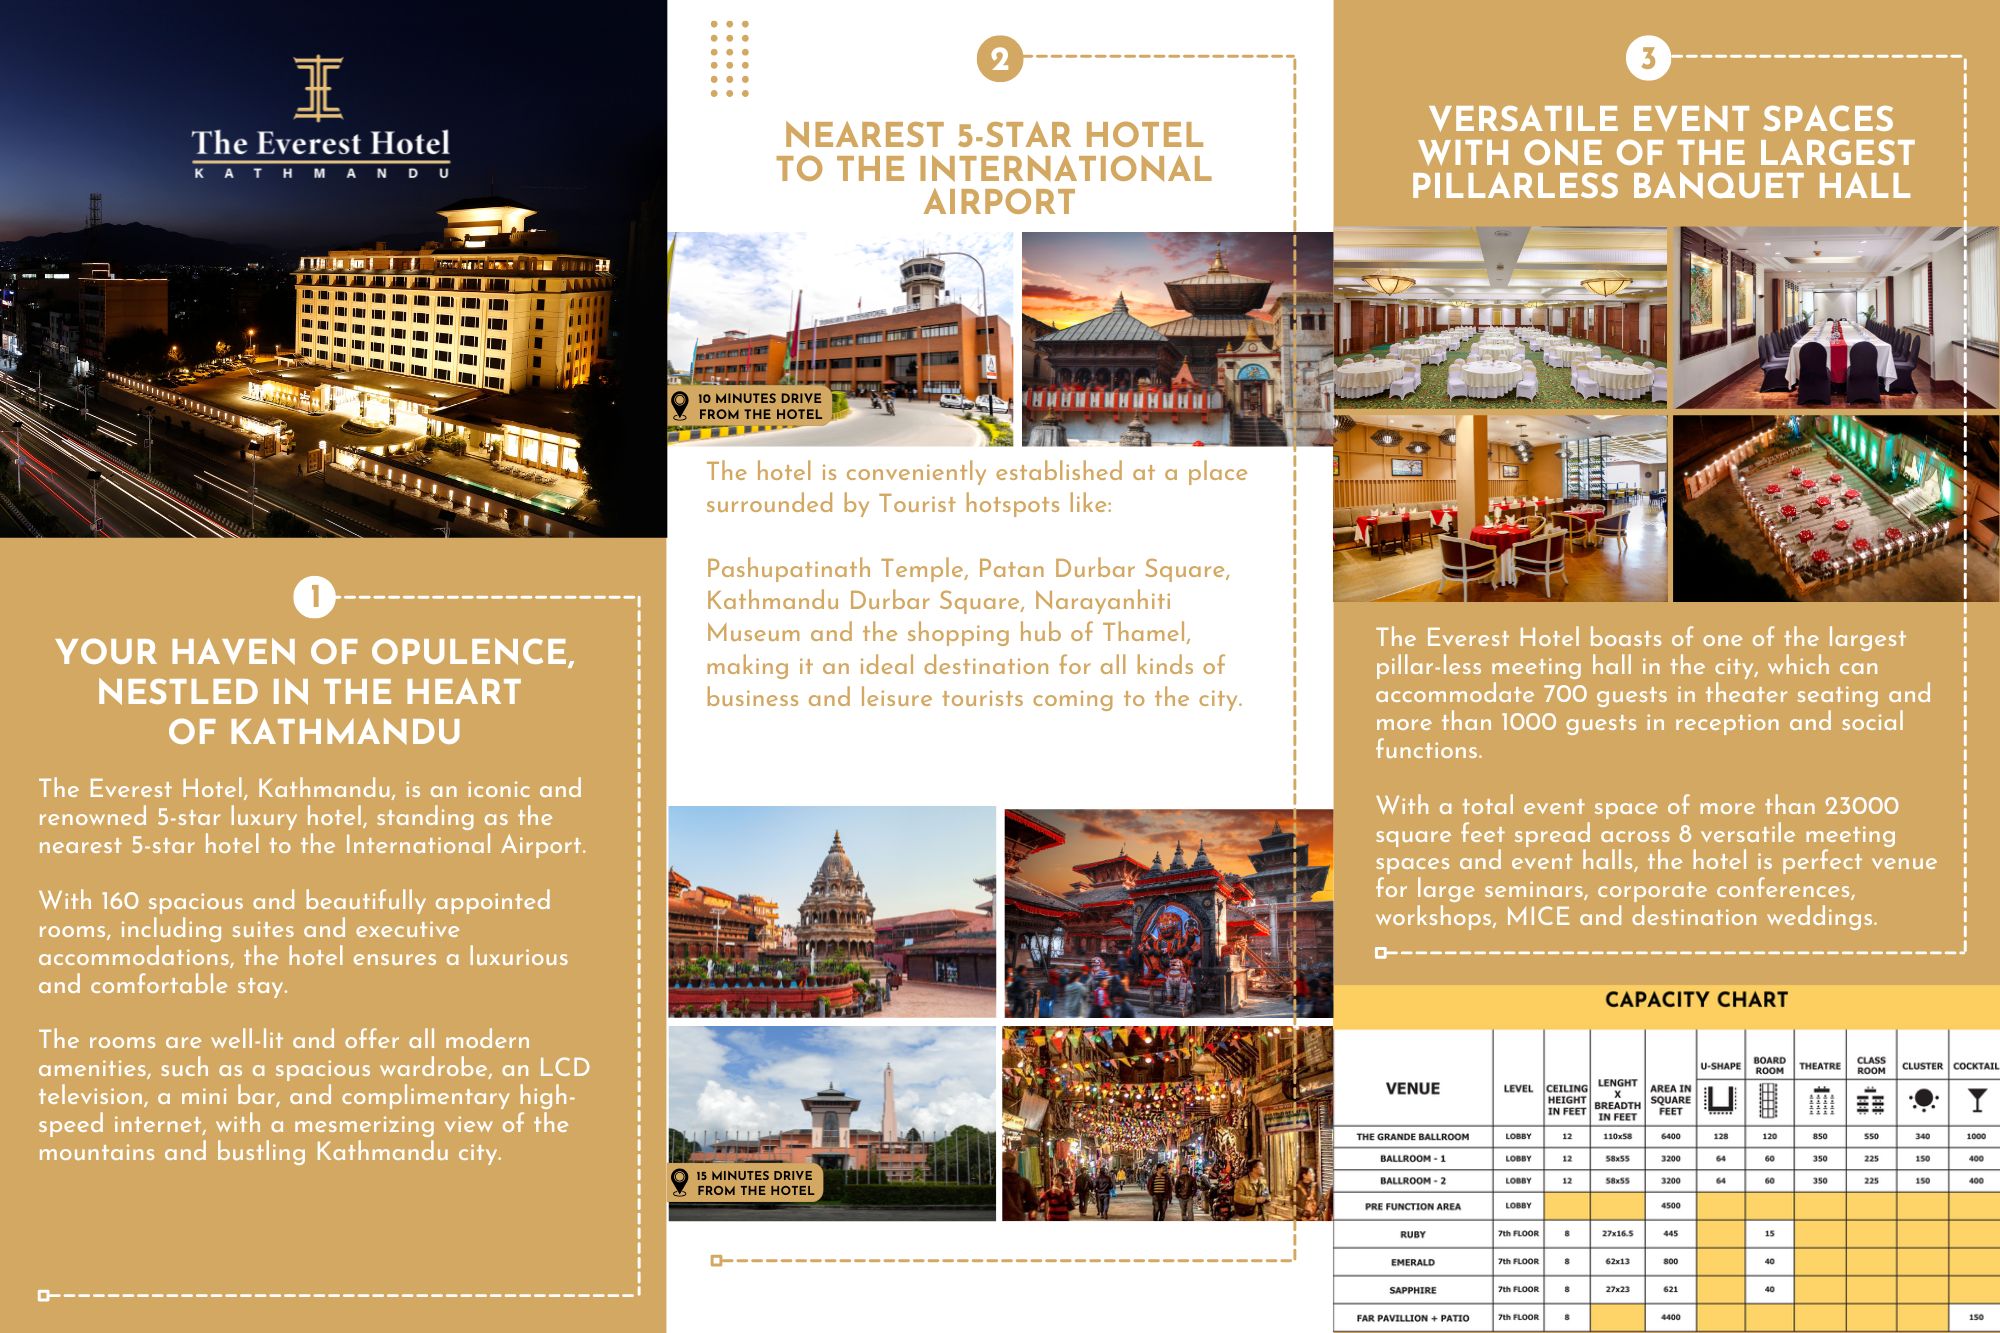 The Everest Hotel
KATHMANDU
1
YOUR HAVEN OF OPULENCE,
NESTLED IN THE HEART
OF KATHMANDU
The Everest Hotel, Kathmandu, is an iconic and
renowned 5-star luxury hotel, standing as the
nearest 5-star hotel to the International Airport.
With 160 spacious and beautifully appointed
rooms, including suites and executive
accommodations, the hotel ensures a luxurious
and comfortable stay.
The rooms are well-lit and offer all modern
amenities, such as a spacious wardrobe, an LCD
television, a mini bar, and complimentary high-
speed internet, with a mesmerizing view of the
mountains and bustling Kathmandu city.
2
NEAREST 5-STAR HOTEL
TO THE INTERNATIONAL
AIRPORT
INTERNATIONAL
10 MINUTES DRIVE
FROM THE HOTEL
The hotel is conveniently established at a place
surrounded by Tourist hotspots like:
Pashupatinath Temple, Patan Durbar Square,
Kathmandu Durbar Square, Narayanhiti
Museum and the shopping hub of Thamel,
making it an ideal destination for all kinds of
business and leisure tourists coming to the city.
15 MINUTES DRIVE
FROM THE HOTEL
3
VERSATILE EVENT SPACES
WITH ONE OF THE LARGEST
PILLARLESS BANQUET HALL
The Everest Hotel boasts of one of the largest
pillar-less meeting hall in the city, which can
accommodate 700 guests in theater seating and
more than 1000 guests in reception and social
functions.
With a total event space of more than 23000
square feet spread across 8 versatile meeting
spaces and event halls, the hotel is perfect venue
for large seminars, corporate conferences,
workshops, MICE and destination weddings.
CAPACITY CHART
VENUE LEVEL CEILING HEIGHT IN FEET LENGHT X BREADTH IN FEET AREA IN SQUARE FEET U-SHAPE BOARD ROOM THEATRE CLASS ROOM CLUSTER COCKTAIL
THE GRANDE BALLROOM LOBBY 12 110x58 6400 128 120 850 550 340 1000
BALLROOM - 1 LOBBY 12 58x55 3200 64 60 350 225 150 400
BALLROOM - 2 LOBBY 12 58x55 3200 64 60 350 225 150 400
PRE FUNCTION AREA LOBBY 4500
RUBY 7th FLOOR 8 27x16.5 445 15
EMERALD 7th FLOOR 8 62x13 800 40
SAPPHIRE 7th FLOOR 8 27x23 621 40
FAR PAVILLION + PATIO 7th FLOOR 8 4400 150